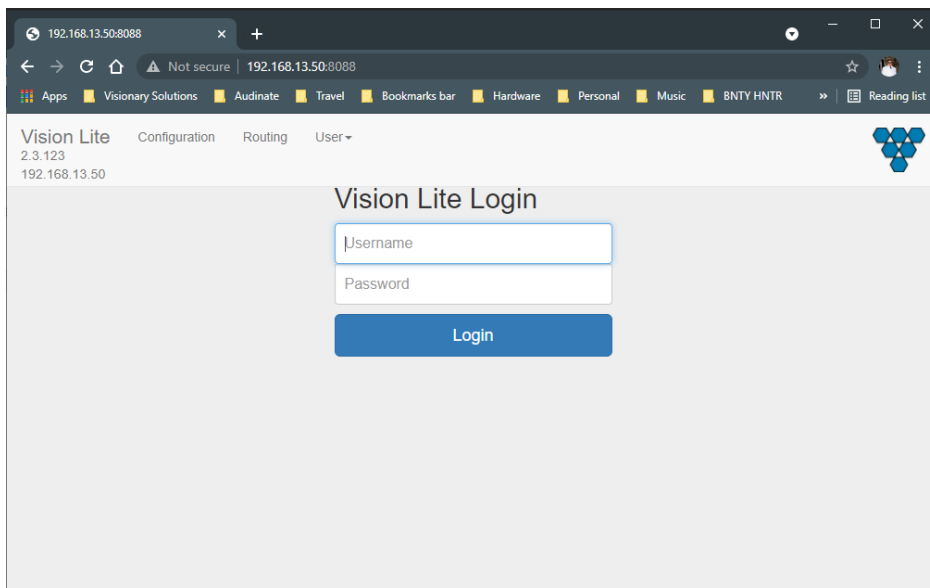 192.168.13.50:8088
Not secure | 192.168.13.50:8088
Apps Visionary Solutions Audinate Travel Bookmarks bar Hardware Personal Music BNTY HNTR » Reading list
Vision Lite Configuration Routing User
2.3.123
192.168.13.50
Vision Lite Login
Username
Password
Login